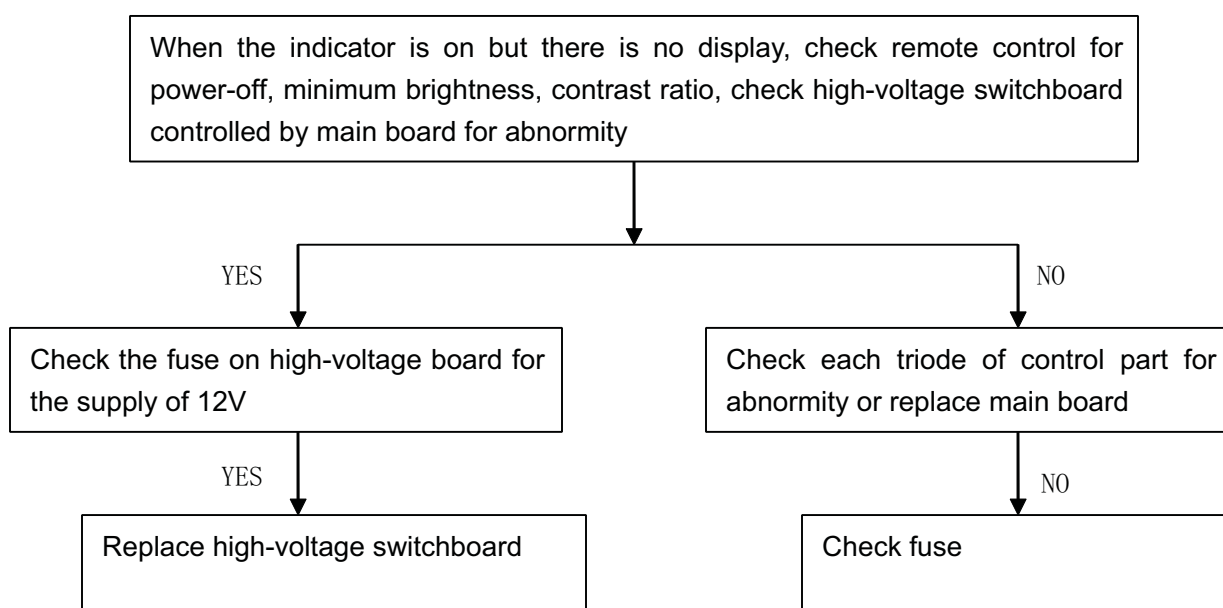 When the indicator is on but there is no display, check remote control for
power-off, minimum brightness, contrast ratio, check high-voltage switchboard
controlled by main board for abnormity
YES
NO
Check the fuse on high-voltage board for
the supply of 12V
Check each triode of control part for
abnormity or replace main board
YES
NO
Replace high-voltage switchboard
Check fuse